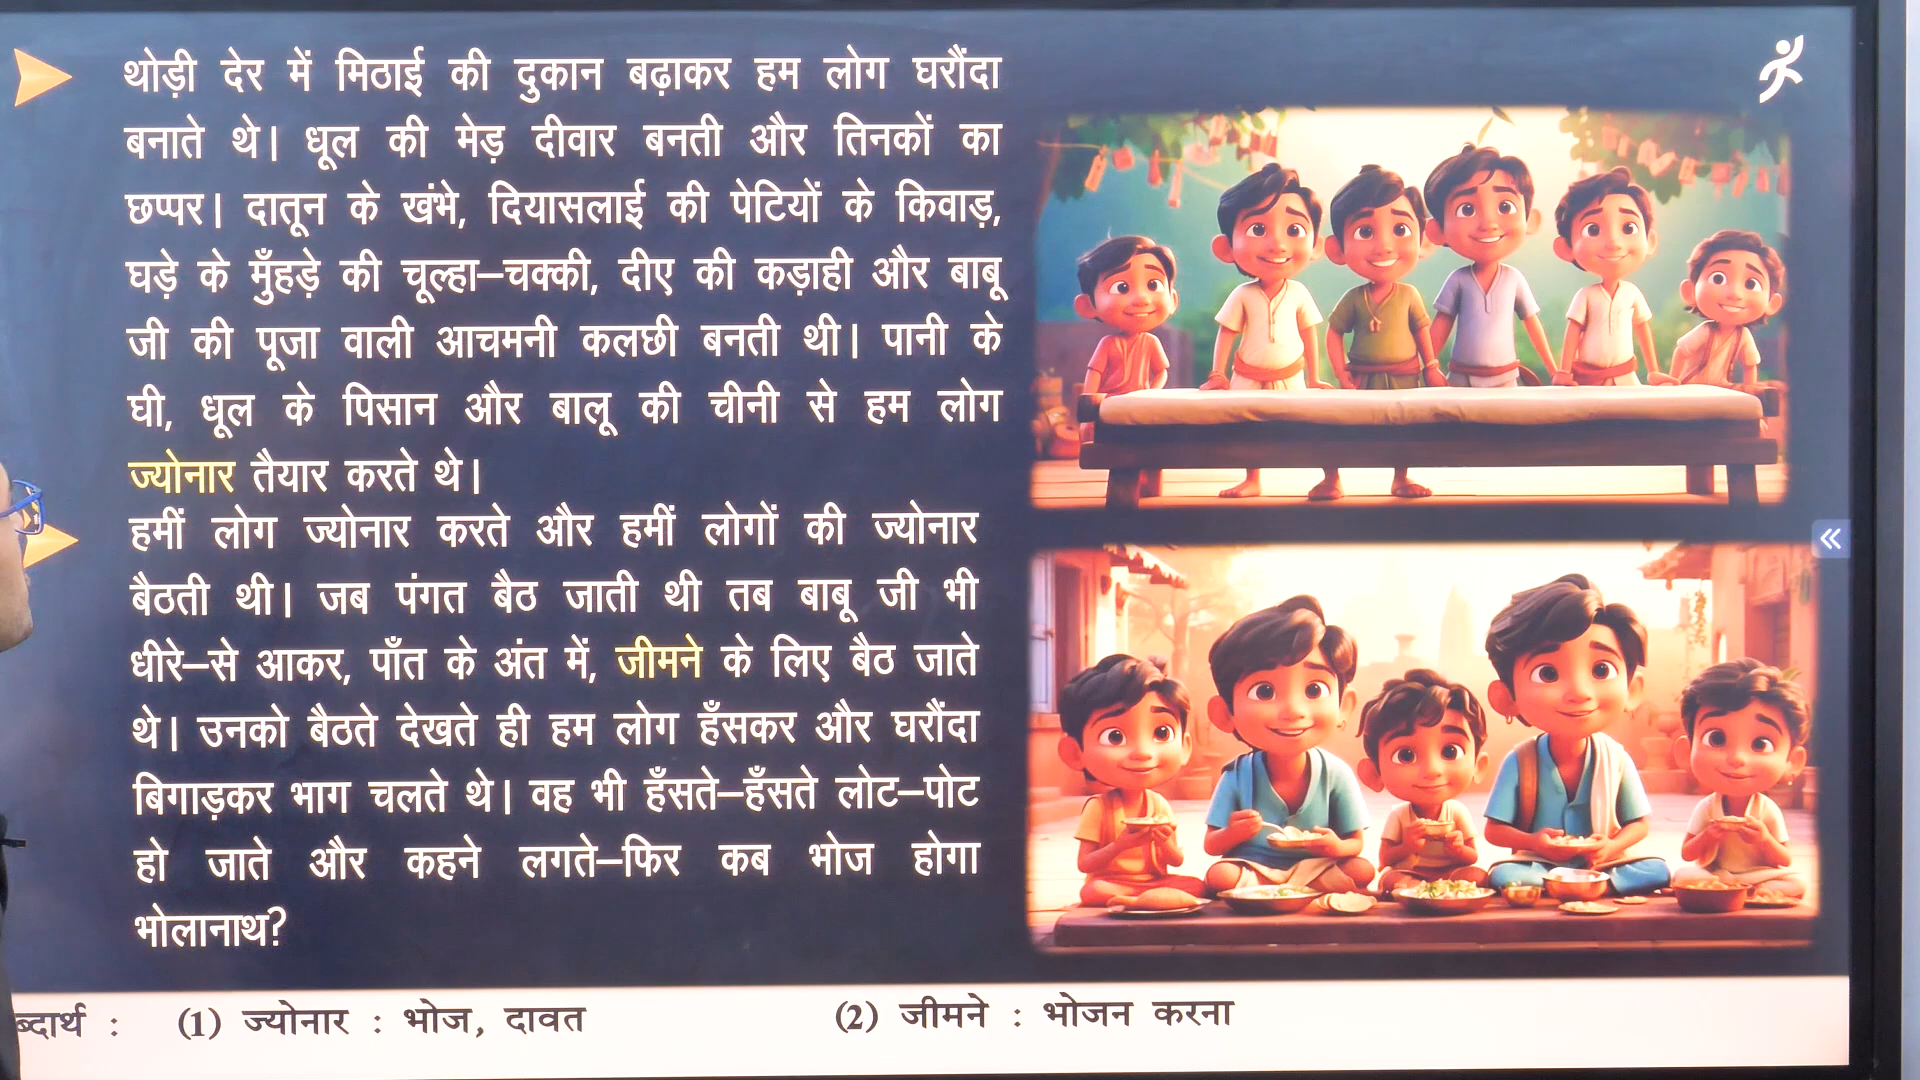 थोड़ी देर में मिठाई की दुकान बढ़ाकर हम लोग घरौंदा
बनाते थे। धूल की मेड़ दीवार बनती और तिनकों का
छप्पर। दातून के खंभे, दियासलाई की पेटियों के किवाड़,
घड़े के मुँहड़े की चूल्हा–चक्की, दीए की कड़ाही और बाबू
जी की पूजा वाली आचमनी कलछी बनती थी। पानी के
घी, धूल के पिसान और बालू की चीनी से हम लोग
ज्योनार तैयार करते थे।
हमीं लोग ज्योनार करते और हमीं लोगों की ज्योनार
बैठती थी। जब पंगत बैठ जाती थी तब बाबू जी भी
धीरे–से आकर, पाँत के अंत में, जीमने के लिए बैठ जाते
थे। उनको बैठते देखते ही हम लोग हँसकर और घरौंदा
बिगाड़कर भाग चलते थे। वह भी हँसते–हँसते लोट–पोट
हो जाते और कहने लगते–फिर कब भोज होगा
भोलानाथ?
ब्दार्थ : (1) ज्योनार : भोज, दावत (2) जीमने : भोजन करना